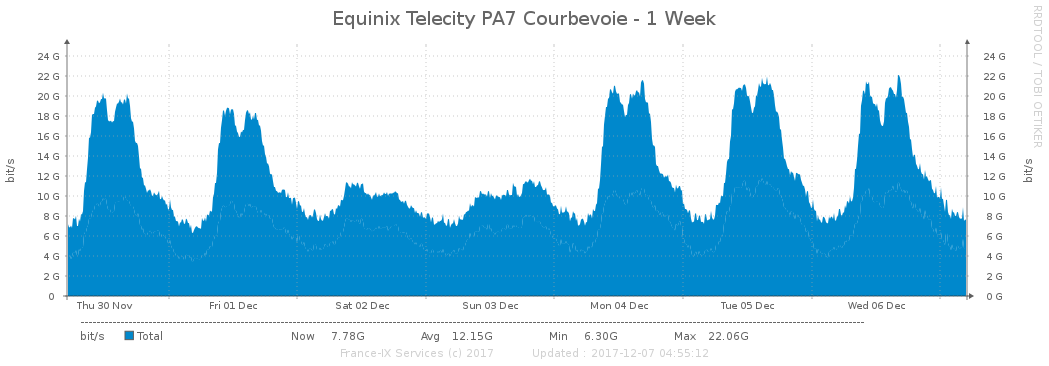 Equinix Telecity PA7 Courbevoie - 1 Week
RRDTOOL / TOBI OETIKER
24 G 24 G
22 G 22 G
20 G 20 G
18 G 18 G
16 G 16 G
14 G 14 G
12 G 12 G
10 G 10 G
8 G 8 G
6 G 6 G
4 G 4 G
2 G 2 G
0 0 G
bit/s
bit/s
Thu 30 Nov Fri 01 Dec Sat 02 Dec Sun 03 Dec Mon 04 Dec Tue 05 Dec Wed 06 Dec
bit/s Total Now 7.78G Avg 12.15G Min 6.30G Max 22.06G
France-IX Services (c) 2017 Updated : 2017-12-07 04:55:12